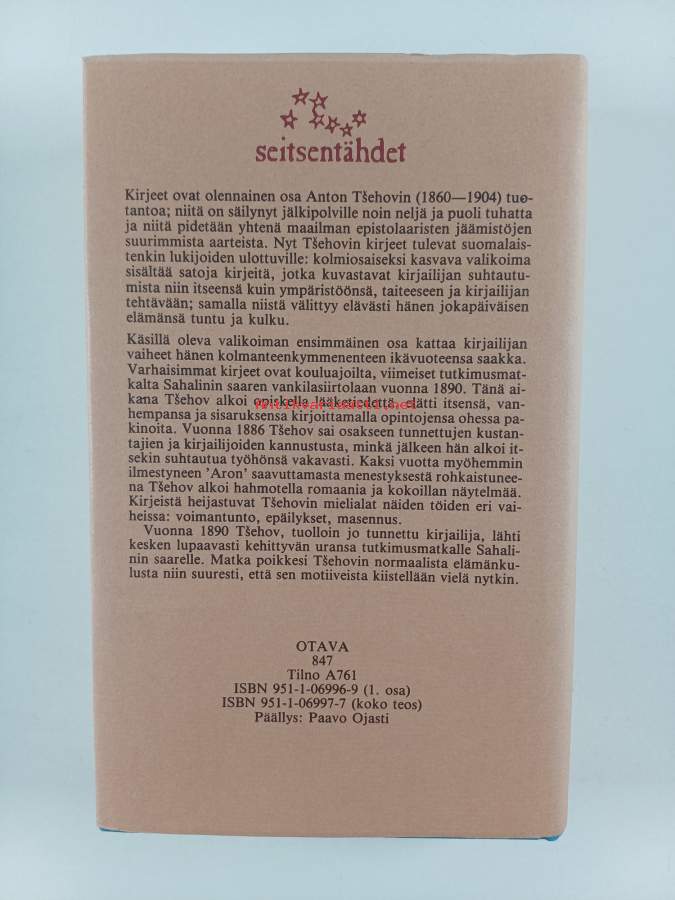 seitsentähdet
Kirjeet ovat olennainen osa Anton Tšehovin (1860—1904) tuo-
tantoa; niitä on säilynyt jälkipolville noin neljä ja puoli tuhatta
ja niitä pidetään yhtenä maailman epistolaaristen jäämistöjen
suurimmista aarteista. Nyt Tšehovin kirjeet tulevat suomalais-
tenkin lukijoiden ulottuville: kolmiosaiseksi kasvava valikoima
sisältää satoja kirjeitä, jotka kuvastavat kirjailijan suhtautu-
mista niin itseensä kuin ympäristöönsä, taiteeseen ja kirjailijan
tehtävään; samalla niistä välittyy elävästi hänen jokapäiväisen
elämänsä tuntu ja kulku.
Käsillä oleva valikoiman ensimmäinen osa kattaa kirjailijan
vaiheet hänen kolmanteenkymmenenteen ikävuoteensa saakka.
Varhaisimmat kirjeet ovat kouluajoilta, viimeiset tutkimusmat-
kalta Sahalinin saaren vankilasiirtolaan vuonna 1890. Tänä ai-
kana Tšehov alkoi opiskella lääketiedettä, elätti itsensä, van-
hempansa ja sisaruksensa kirjoittamalla opintojensa ohessa pa-
kinoita. Vuonna 1886 Tšehov sai osakseen tunnettujen kustan-
tajien ja kirjailijoiden kannustusta, minkä jälkeen hän alkoi it-
sekin suhtautua työhönsä vakavasti. Kaksi vuotta myöhemmin
ilmestyneen 'Aron' saavuttamasta menestyksestä rohkaistunee-
na Tšehov alkoi hahmotella romaania ja kokoillan näytelmää.
Kirjeistä heijastuvat Tšehovin mielialat näiden töiden eri vai-
heissa: voimantunto, epäilykset, masennus.
Vuonna 1890 Tšehov, tuolloin jo tunnettu kirjailija, lähti
kesken lupaavasti kehittyvän uransa tutkimusmatkalle Sahali-
nin saarelle. Matka poikkesi Tšehovin normaalista elämänku-
lusta niin suuresti, että sen motiiveista kiistellään vielä nytkin.
OTAVA
847
Tilno A761
ISBN 951-1-06996-9 (1. osa)
ISBN 951-1-06997-7 (koko teos)
Päällys: Paavo Ojasti